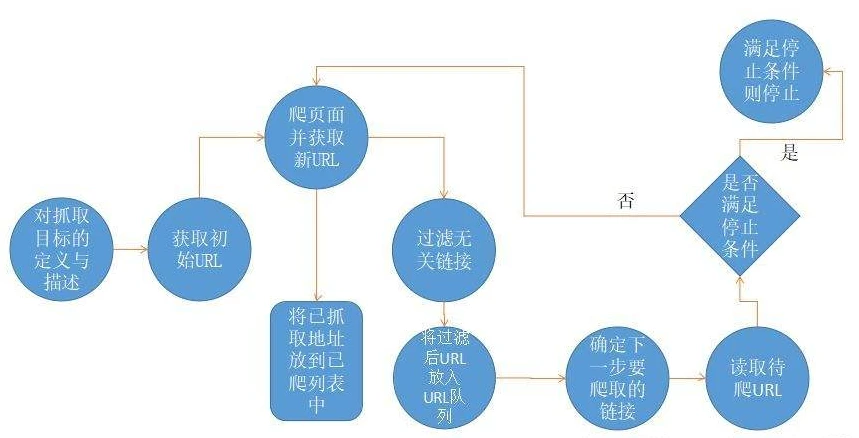 对抓取
目标的
定义与
描述
获取初
始URL
爬页面
并获取
新URL
将已抓
取地址
放到已
爬列表
中
过滤无
关链接
将过滤
后URL
放入
URL队
列
确定下
一步要
爬取的
链接
读取待
爬URL
是否
满足
停止
条件
否
是
满足停
止条件
则停止